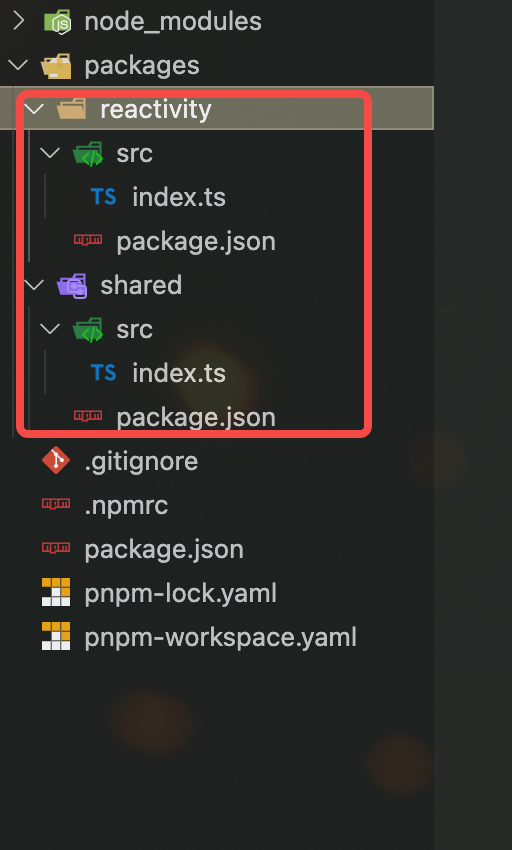 node_modules
packages
reactivity
src
TS index.ts
package.json
shared
src
TS index.ts
package.json
.gitignore
.npmrc
package.json
pnpm-lock.yaml
pnpm-workspace.yaml